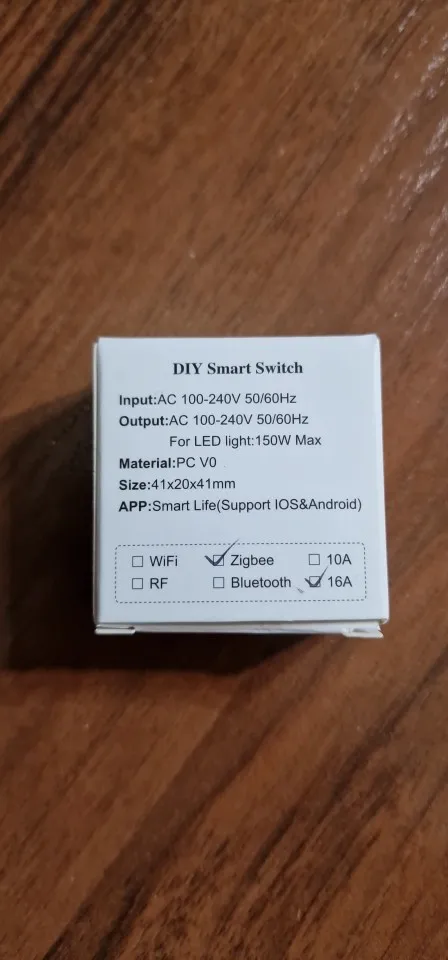 DIY Smart Switch
Input:AC 100-240V 50/60Hz
Output:AC 100-240V 50/60Hz
For LED light:150W Max
Material:PC V0
Size:41x20x41mm
APP:Smart Life(Support IOS&Android)
☐ WiFi ☑ Zigbee ☐ 10A
☐ RF ☐ Bluetooth ☑ 16A